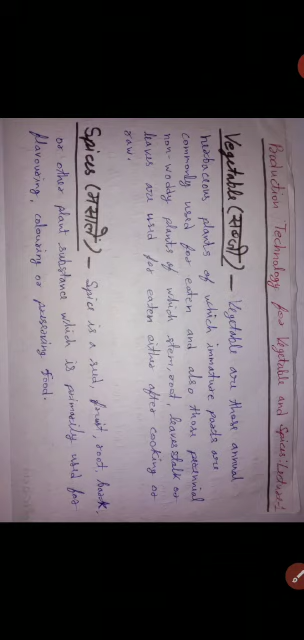 Production Technology for Vegetable and Spices: Lecture-1
Vegetable (सब्जी) - Vegetable are those annual
herbaceous plants of which immature parts are
commonly used for eaten and also those perennial
non-woddy plants of which stem, root, leavesstalk or
leaves are used for eaten either after cooking or
raw.
Spices (मसाले) - Spice is a seed, fruit, root, bark,
or other plant substance which is primarily used for
flavouring, colouring or preserving food.